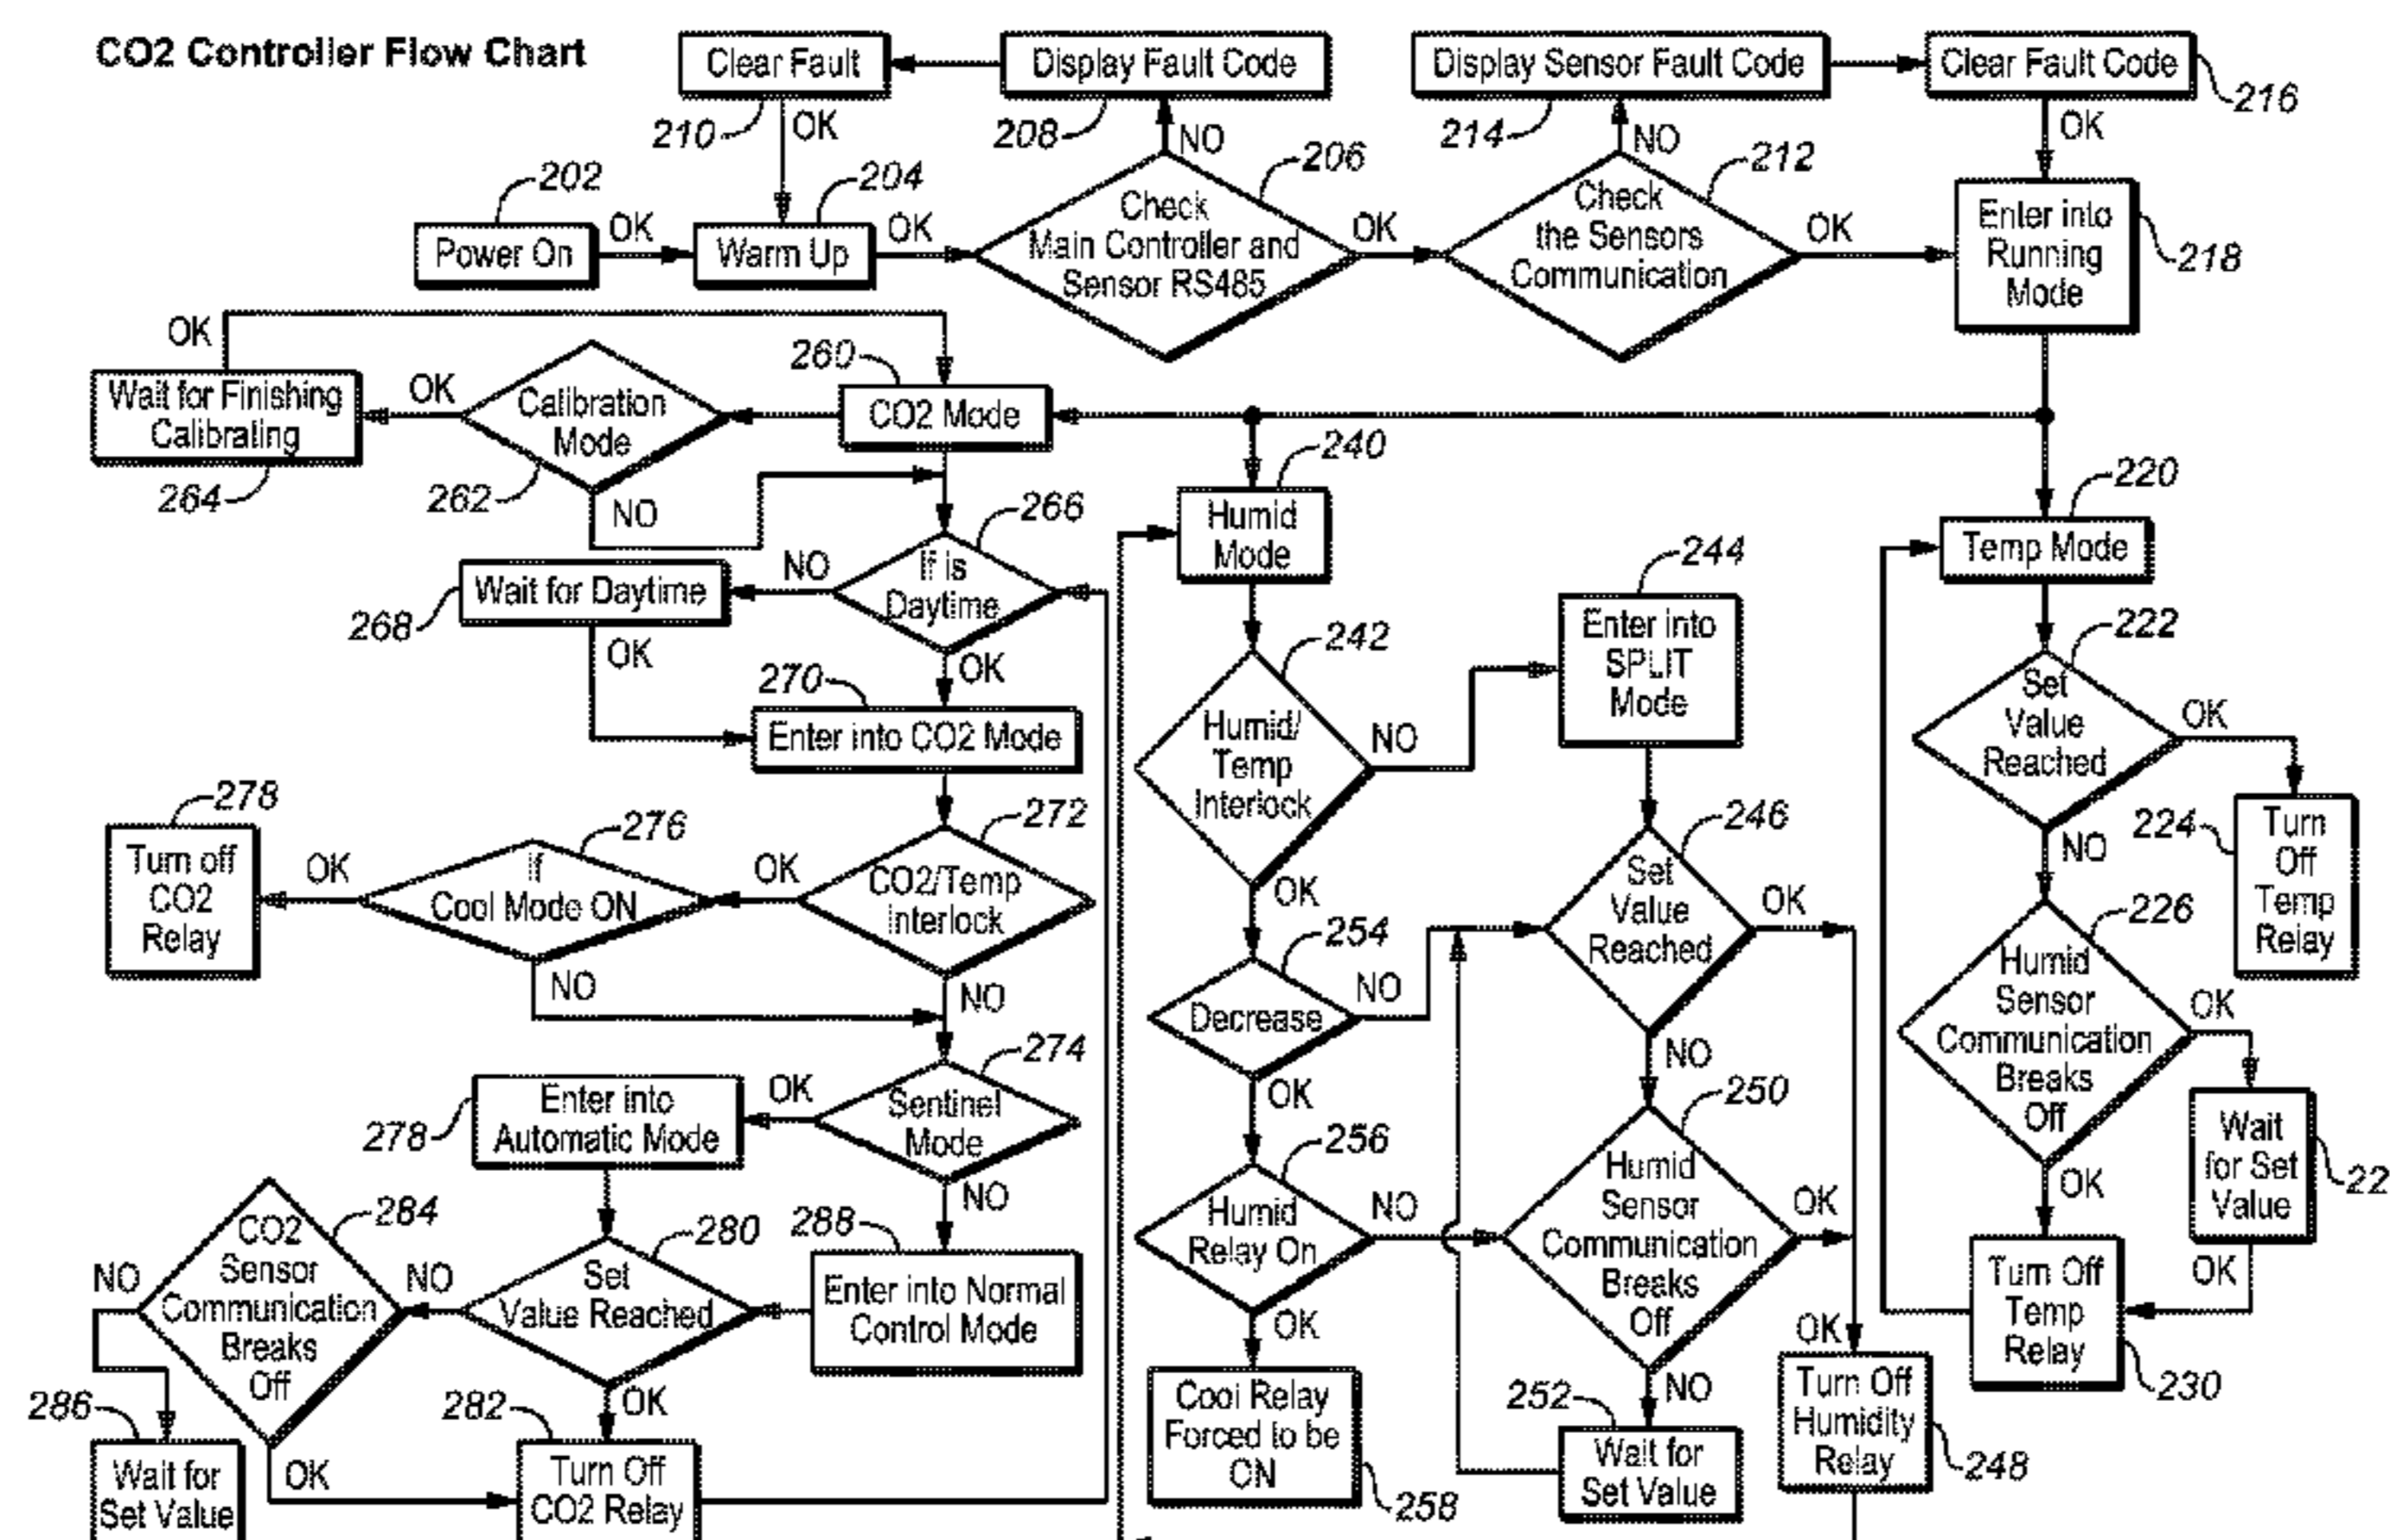 CO2 Controller Flow Chart
Clear Fault
Display Fault Code
Display Sensor Fault Code
Clear Fault Code
210
OK
208
NO
206
214
NO
212
216
OK
202
204
Power On
OK
Warm Up
OK
Check
Main Controller and
Sensor RS485
OK
Check
the Sensors
Communication
OK
Enter into
Running
Mode
218
OK
Wait for Finishing
Calibrating
264
OK
Calibration
Mode
262
NO
260
CO2 Mode
266
If is
Daytime
NO
Wait for Daytime
268
OK
OK
270
Enter into CO2 Mode
272
CO2/Temp
Interlock
OK
276
If
Cool Mode ON
OK
278
Turn off
CO2
Relay
NO
NO
274
Sentinel
Mode
OK
Enter into
Automatic Mode
278
NO
288
Enter into Normal
Control Mode
280
Set
Value Reached
NO
284
CO2
Sensor
Communication
Breaks
Off
NO
286
Wait for
Set Value
OK
282
OK
Turn Off
CO2 Relay
240
Humid
Mode
242
Humid/
Temp
Interlock
NO
244
Enter into
SPLIT
Mode
OK
254
Decrease
NO
246
Set
Value
Reached
OK
OK
256
Humid
Relay On
NO
NO
250
Humid
Sensor
Communication
Breaks
Off
OK
OK
Cool Relay
Forced to be
ON
258
NO
252
Wait for
Set Value
OK
Turn Off
Humidity
Relay
248
220
Temp Mode
222
Set
Value
Reached
OK
224
Turn
Off
Temp
Relay
NO
226
Humid
Sensor
Communication
Breaks
Off
OK
Wait
for Set
Value
22
OK
OK
Turn Off
Temp
Relay
230